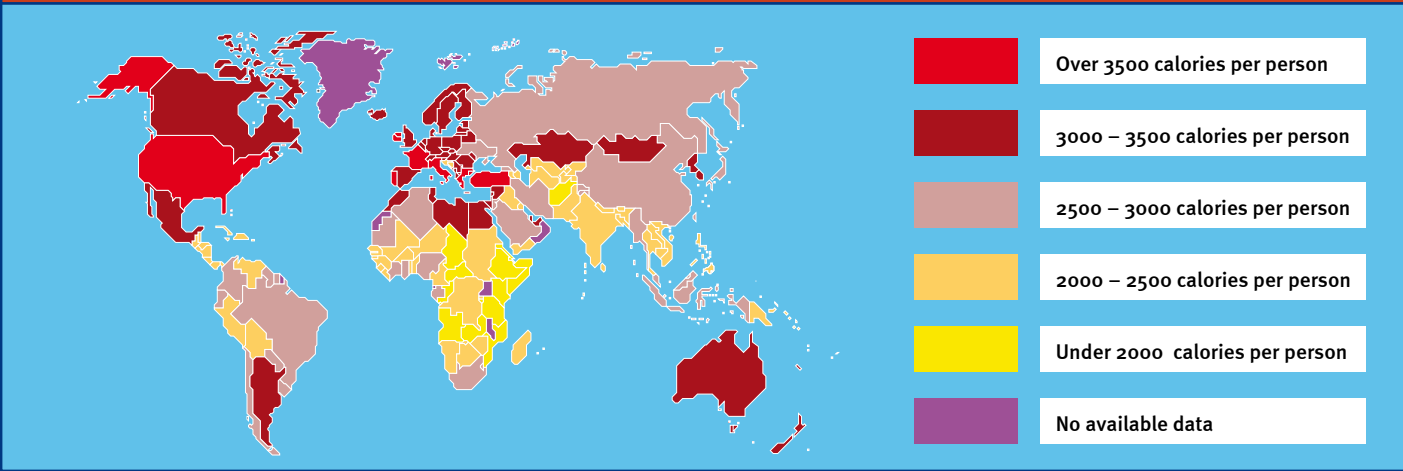 Over 3500 calories per person
3000 – 3500 calories per person
2500 – 3000 calories per person
2000 – 2500 calories per person
Under 2000  calories per person
No available data